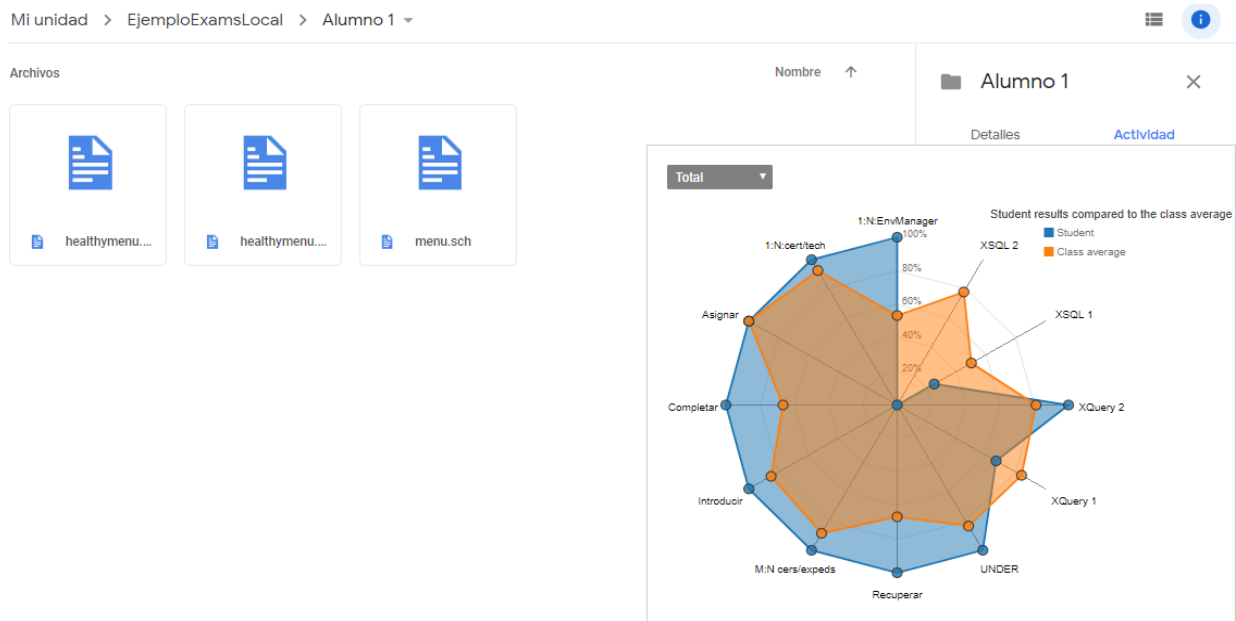 Mi unidad > EjemploExamsLocal > Alumno 1
Archivos
Nombre
Alumno 1
Detalles
Actividad
healthymenu....
healthymenu....
menu.sch
Total
Student results compared to the class average
Student
Class average
1:N:EnvManager
100%
80%
60%
40%
20%
XSQL 2
XSQL 1
XQuery 2
XQuery 1
UNDER
Recuperar
M:N cers/expeds
Introducir
Completar
Asignar
1:N:cert/tech